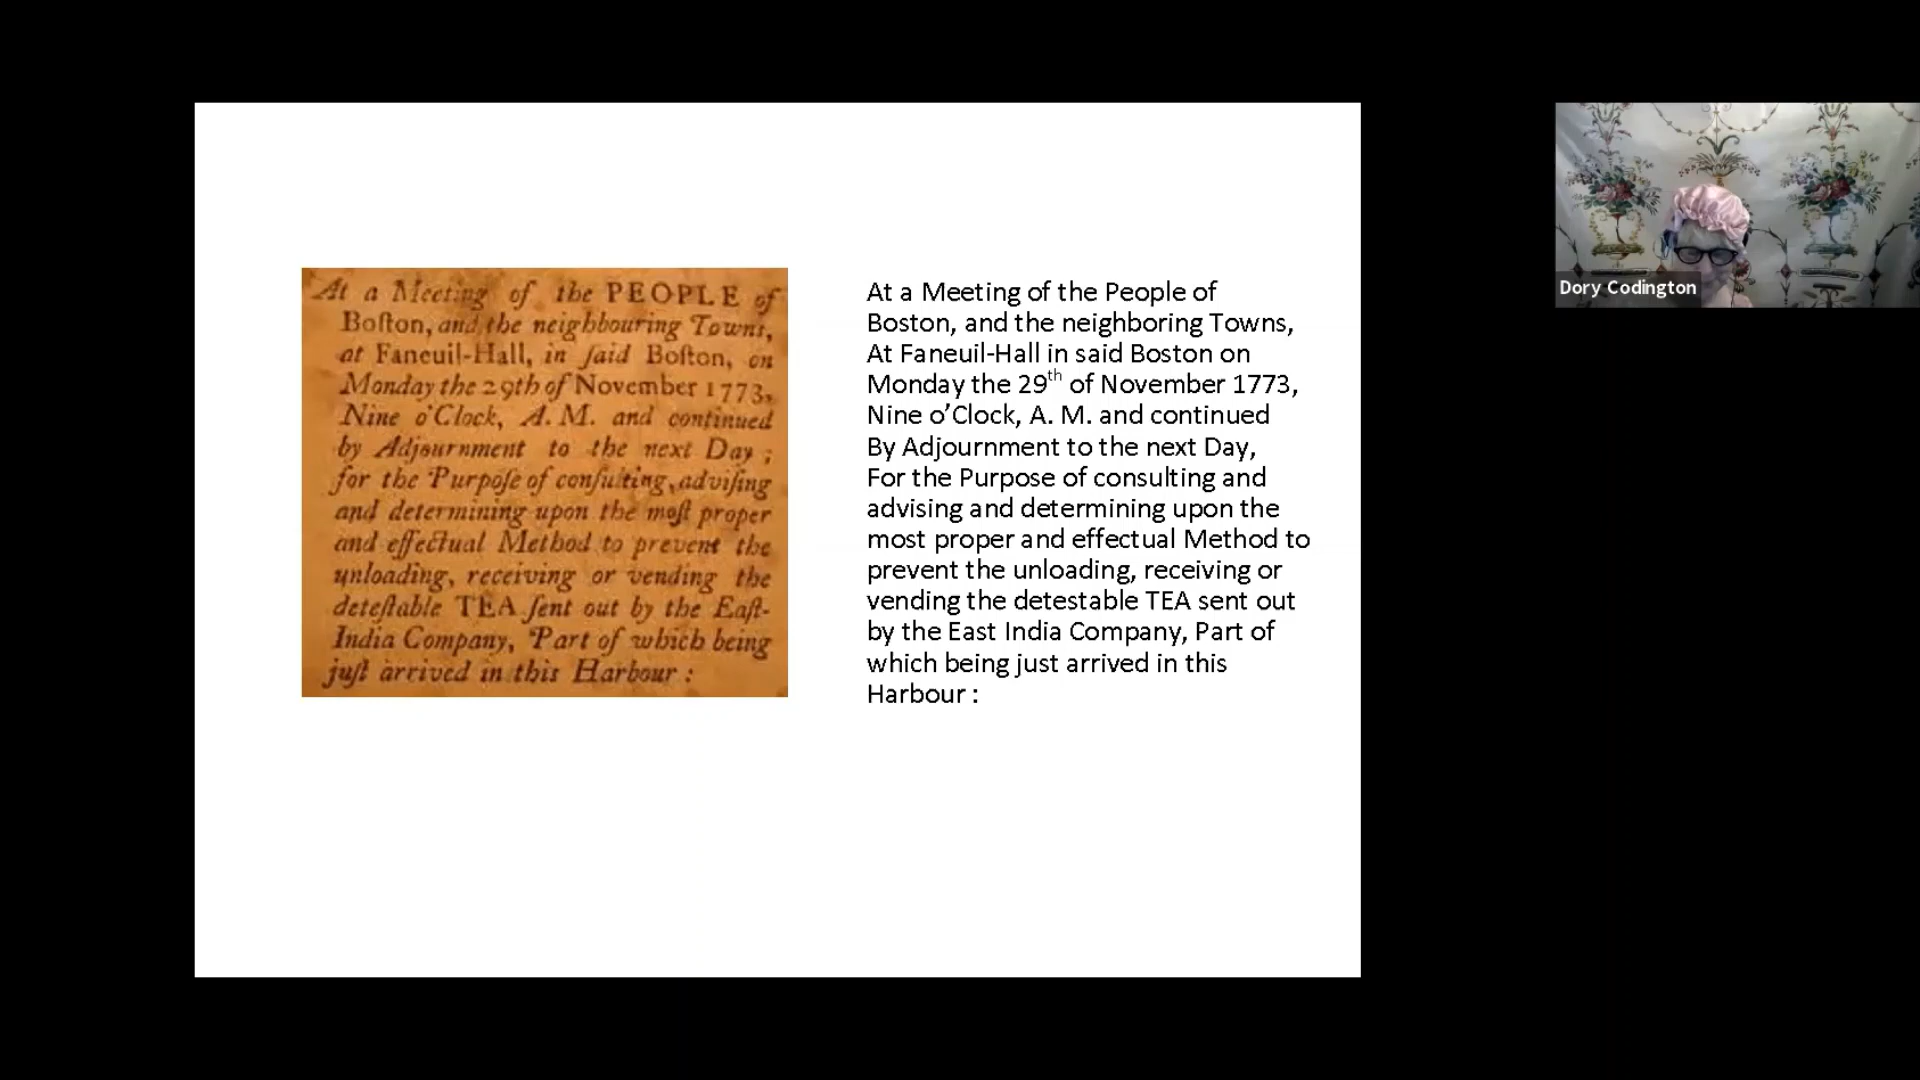 At a Meeting of the PEOPLE of
Boſton, and the neighbouring Towns,
at Faneuil-Hall, in ſaid Boſton, on
Monday the 29th of November 1773,
Nine o'Clock, A. M. and continued
by Adjournment to the next Day ;
for the Purpoſe of conſulting, adviſing
and determining upon the moſt proper
and effectual Method to prevent the
unloading, receiving or vending the
deteſtable TEA ſent out by the Eaſt-
India Company, Part of which being
juſt arrived in this Harbour :
At a Meeting of the People of
Boston, and the neighboring Towns,
At Faneuil-Hall in said Boston on
Monday the 29th of November 1773,
Nine o’Clock, A. M. and continued
By Adjournment to the next Day,
For the Purpose of consulting and
advising and determining upon the
most proper and effectual Method to
prevent the unloading, receiving or
vending the detestable TEA sent out
by the East India Company, Part of
which being just arrived in this
Harbour :
Dory Codington